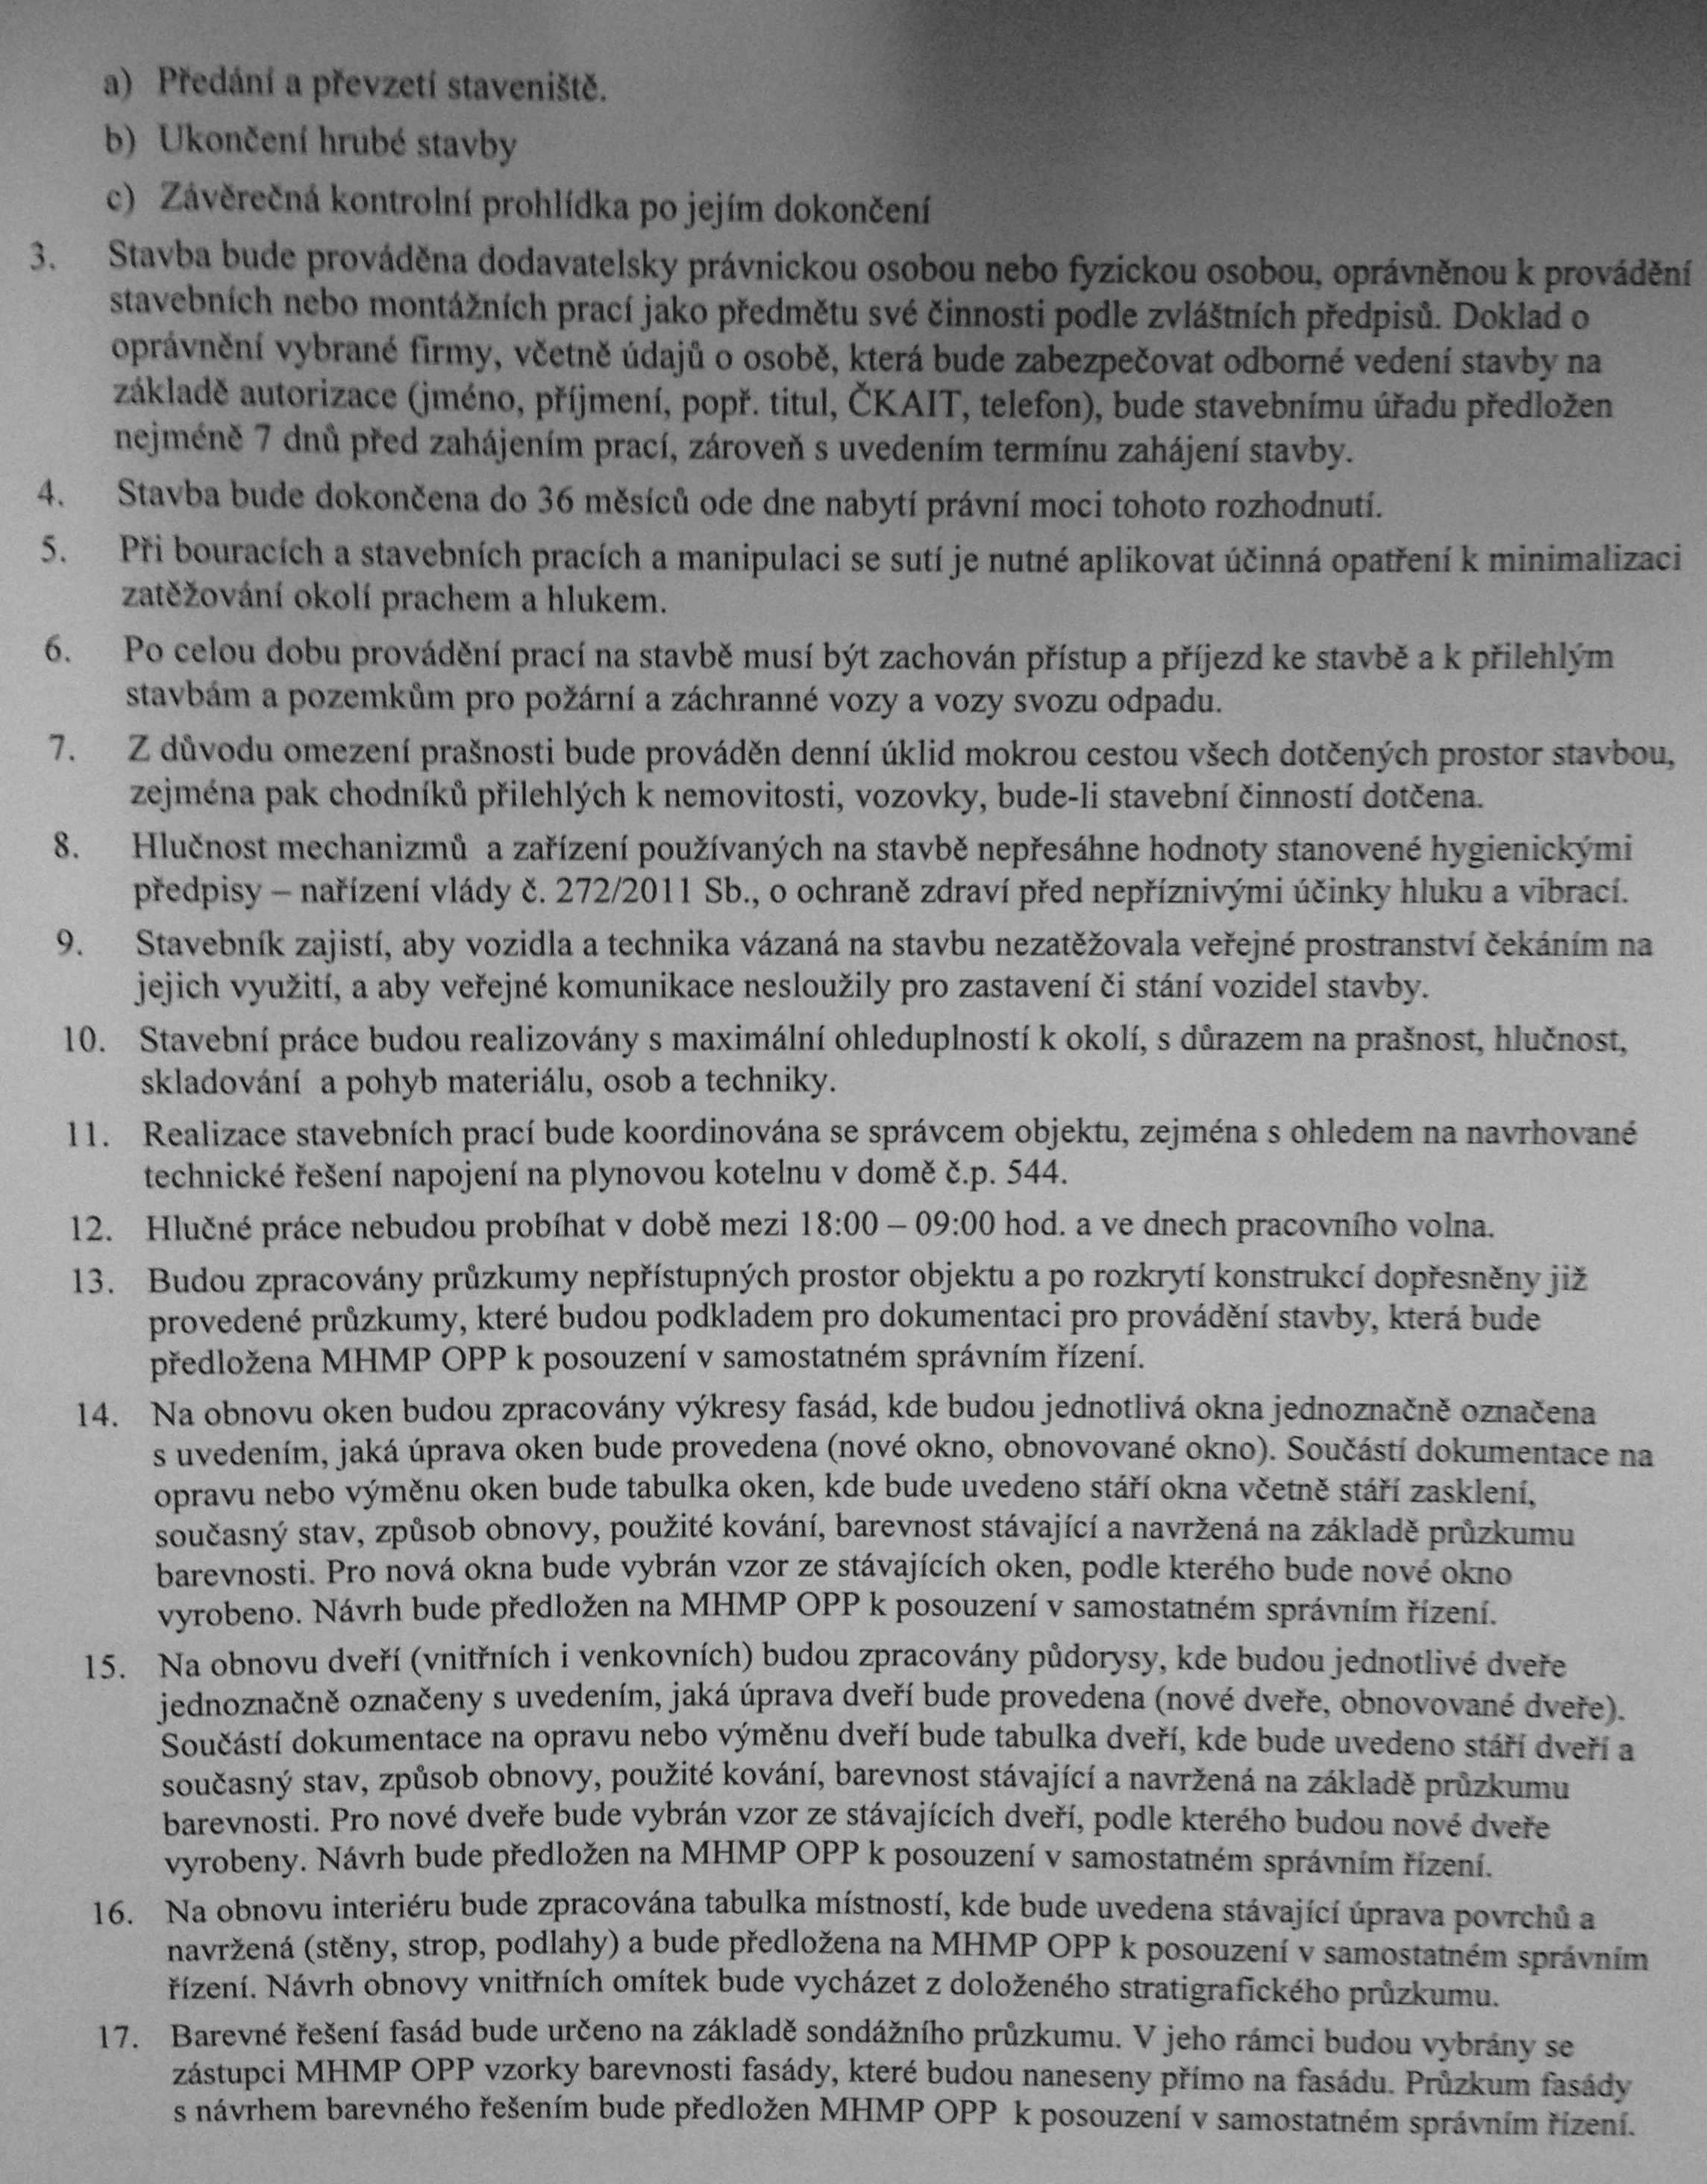 a) Předání a převzetí staveniště.
b) Ukončení hrubé stavby
c) Závěrečná kontrolní prohlídka po jejím dokončení
3. Stavba bude prováděna dodavatelsky právnickou osobou nebo fyzickou osobou, oprávněnou k provádění
stavebních nebo montážních prací jako předmětu své činnosti podle zvláštních předpisů. Doklad o
oprávnění vybrané firmy, včetně údajů o osobě, která bude zabezpečovat odborné vedení stavby na
základě autorizace (jméno, příjmení, popř. titul, ČKAIT, telefon), bude stavebnímu úřadu předložen
nejméně 7 dnů před zahájením prací, zároveň s uvedením termínu zahájení stavby.
4. Stavba bude dokončena do 36 měsíců ode dne nabytí právní moci tohoto rozhodnutí.
5. Při bouracích a stavebních pracích a manipulaci se sutí je nutné aplikovat účinná opatření k minimalizaci
zatěžování okolí prachem a hlukem.
6. Po celou dobu provádění prací na stavbě musí být zachován přístup a příjezd ke stavbě a k přilehlým
stavbám a pozemkům pro požární a záchranné vozy a vozy svozu odpadu.
7. Z důvodu omezení prašnosti bude prováděn denní úklid mokrou cestou všech dotčených prostor stavbou,
zejména pak chodníků přilehlých k nemovitosti, vozovky, bude-li stavební činností dotčena.
8. Hlučnost mechanizmů a zařízení používaných na stavbě nepřesáhne hodnoty stanovené hygienickými
předpisy – nařízení vlády č. 272/2011 Sb., o ochraně zdraví před nepříznivými účinky hluku a vibrací.
9. Stavebník zajistí, aby vozidla a technika vázaná na stavbu nezatěžovala veřejné prostranství čekáním na
jejich využití, a aby veřejné komunikace nesloužily pro zastavení či stání vozidel stavby.
10. Stavební práce budou realizovány s maximální ohleduplností k okolí, s důrazem na prašnost, hlučnost,
skladování a pohyb materiálu, osob a techniky.
11. Realizace stavebních prací bude koordinována se správcem objektu, zejména s ohledem na navrhované
technické řešení napojení na plynovou kotelnu v domě č.p. 544.
12. Hlučné práce nebudou probíhat v době mezi 18:00 – 09:00 hod. a ve dnech pracovního volna.
13. Budou zpracovány průzkumy nepřístupných prostor objektu a po rozkrytí konstrukcí dopřesněny již
provedené průzkumy, které budou podkladem pro dokumentaci pro provádění stavby, která bude
předložena MHMP OPP k posouzení v samostatném správním řízení.
14. Na obnovu oken budou zpracovány výkresy fasád, kde budou jednotlivá okna jednoznačně označena
s uvedením, jaká úprava oken bude provedena (nové okno, obnovované okno). Součástí dokumentace na
opravu nebo výměnu oken bude tabulka oken, kde bude uvedeno stáří okna včetně stáří zasklení,
současný stav, způsob obnovy, použité kování, barevnost stávající a navržená na základě průzkumu
barevnosti. Pro nová okna bude vybrán vzor ze stávajících oken, podle kterého bude nové okno
vyrobeno. Návrh bude předložen na MHMP OPP k posouzení v samostatném správním řízení.
15. Na obnovu dveří (vnitřních i venkovních) budou zpracovány půdorysy, kde budou jednotlivé dveře
jednoznačně označeny s uvedením, jaká úprava dveří bude provedena (nové dveře, obnovované dveře).
Součástí dokumentace na opravu nebo výměnu dveří bude tabulka dveří, kde bude uvedeno stáří dveří a
současný stav, způsob obnovy, použité kování, barevnost stávající a navržená na základě průzkumu
barevnosti. Pro nové dveře bude vybrán vzor ze stávajících dveří, podle kterého budou nové dveře
vyrobeny. Návrh bude předložen na MHMP OPP k posouzení v samostatném správním řízení.
16. Na obnovu interiéru bude zpracována tabulka místností, kde bude uvedena stávající úprava povrchů a
navržená (stěny, strop, podlahy) a bude předložena na MHMP OPP k posouzení v samostatném správním
řízení. Návrh obnovy vnitřních omítek bude vycházet z doloženého stratigrafického průzkumu.
17. Barevné řešení fasád bude určeno na základě sondážního průzkumu. V jeho rámci budou vybrány se
zástupci MHMP OPP vzorky barevnosti fasády, které budou naneseny přímo na fasádu. Průzkum fasády
s návrhem barevného řešením bude předložen MHMP OPP k posouzení v samostatném správním řízení.